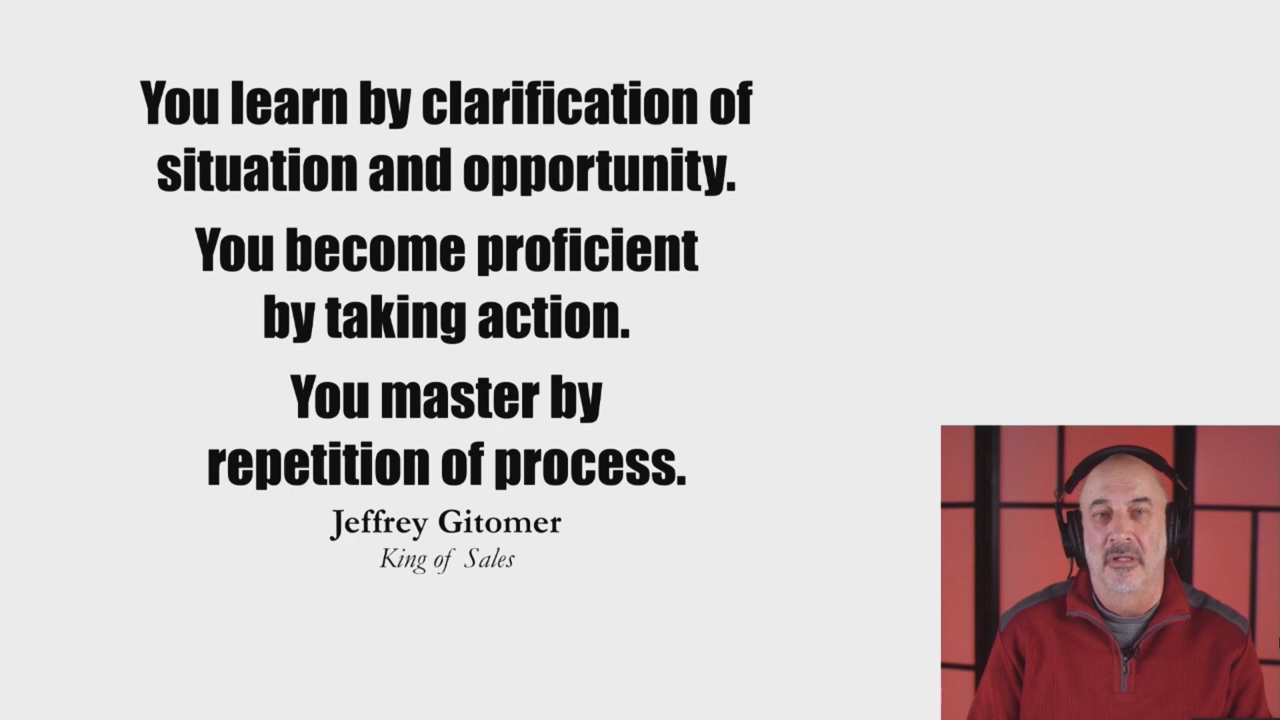 You learn by clarification of
situation and opportunity.
You become proficient
by taking action.
You master by
repetition of process.
Jeffrey Gitomer
King of Sales